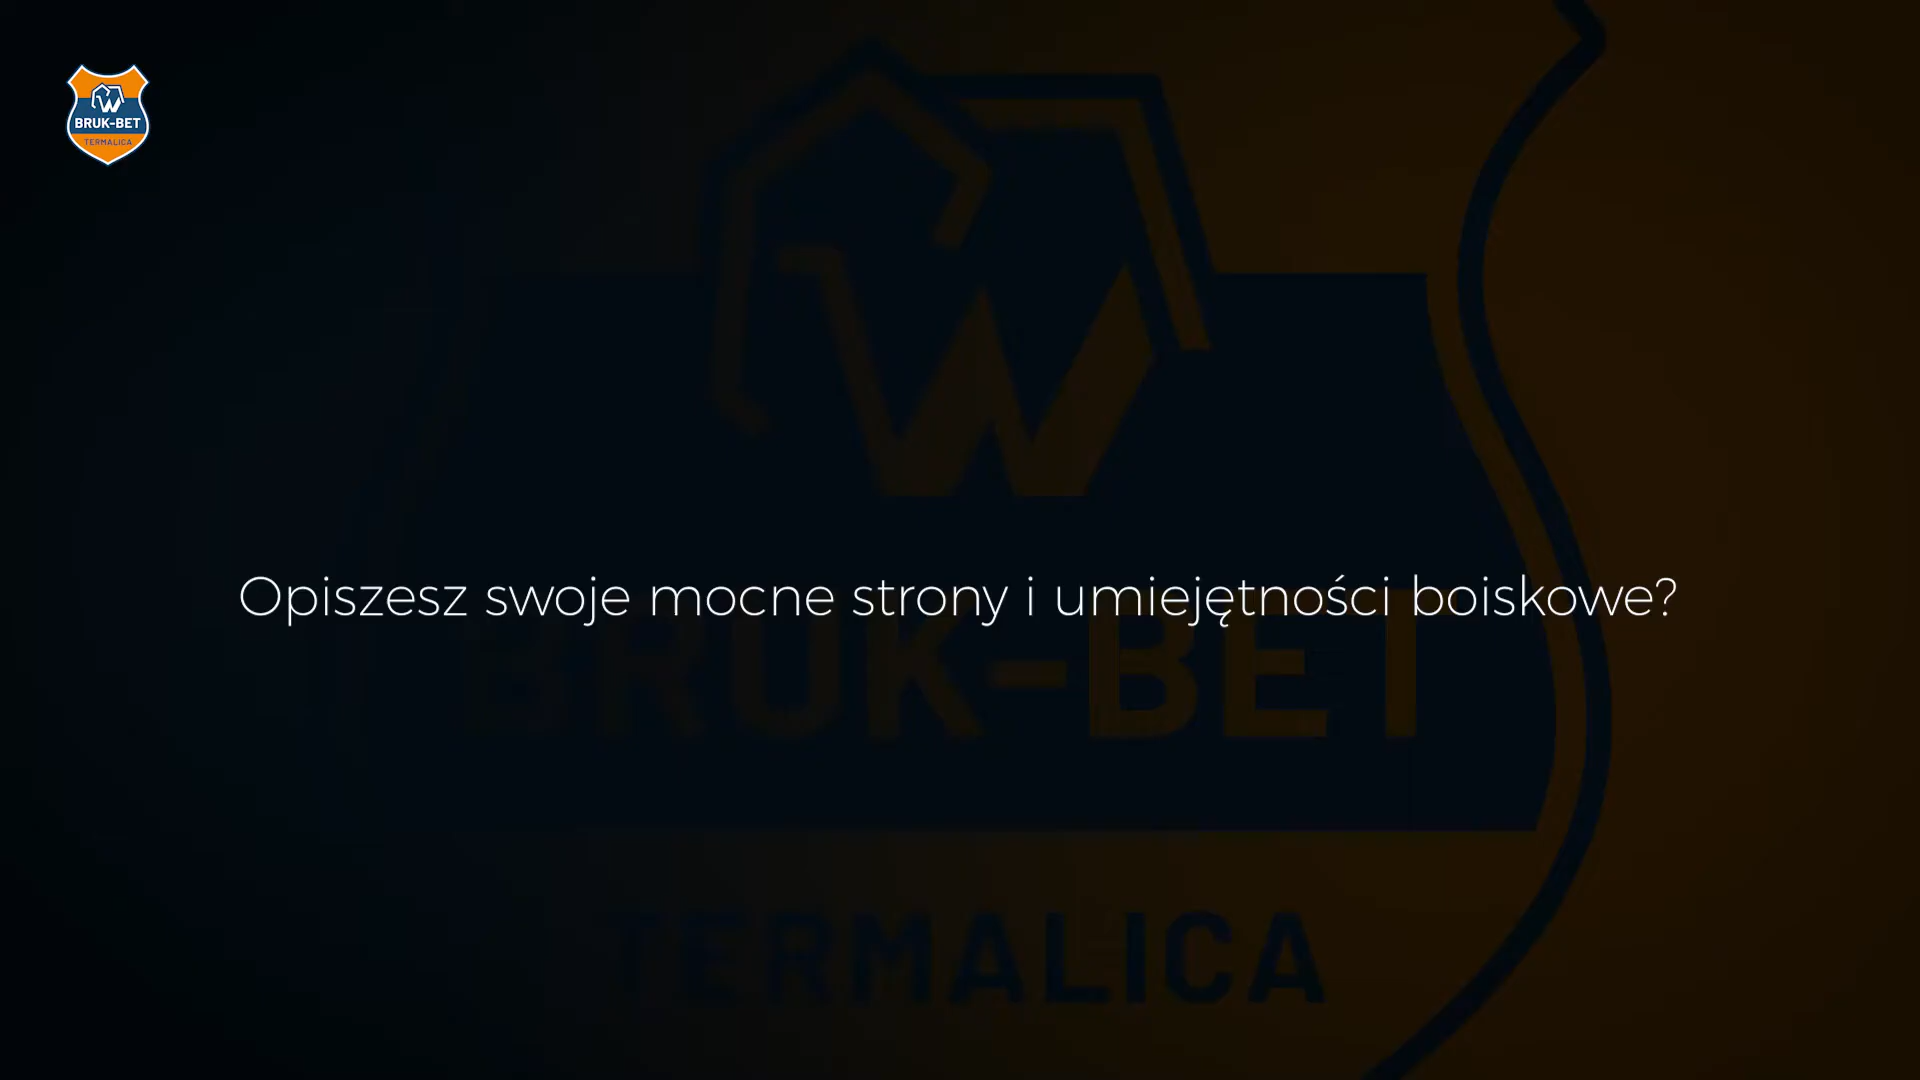 BRUK-BET
TERMALICA
Opiszesz swoje mocne strony i umiejętności boiskowe?
BRUK-BET
TERMALICA